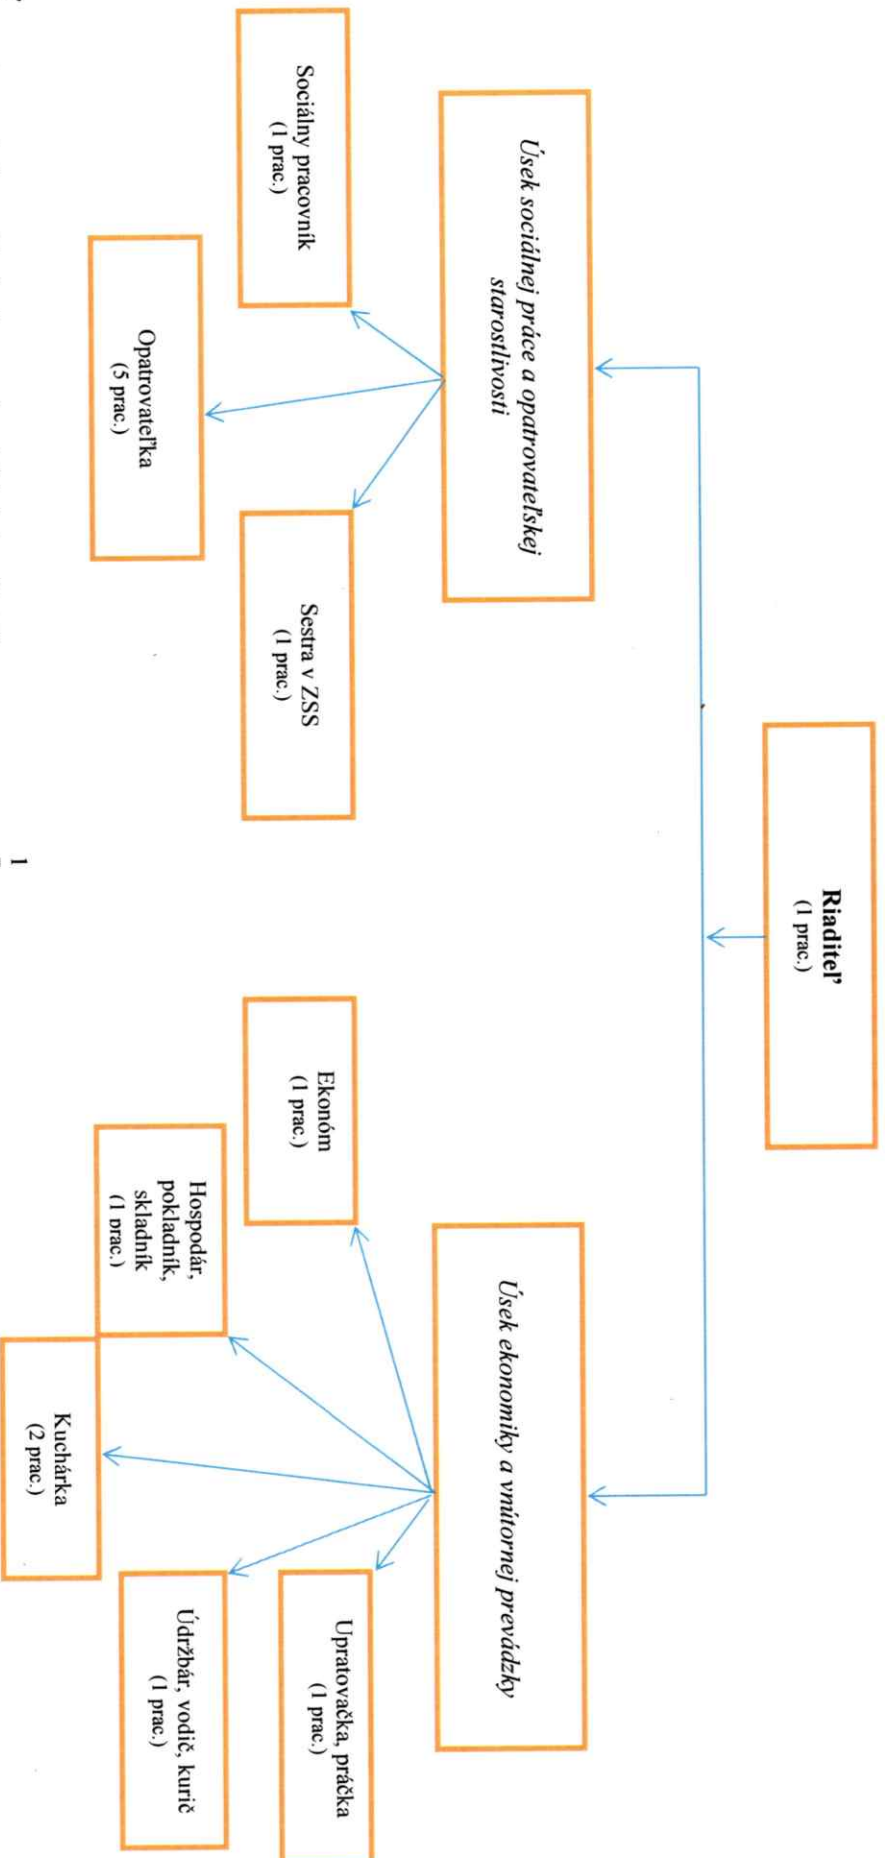 Riaditeľ
(1 prac.)
Úsek sociálnej práce a opatrovateľskej
starostlivosti
Úsek ekonomiky a vnútornej prevádzky
Sociálny pracovník
(1 prac.)
Opatrovateľka
(5 prac.)
Sestra v ZSS
(1 prac.)
Ekonóm
(1 prac.)
Hospodár,
pokladník,
skladník
(1 prac.)
Kuchárka
(2 prac.)
Údržbár, vodič, kurič
(1 prac.)
Upratovačka, práčka
(1 prac.)
1